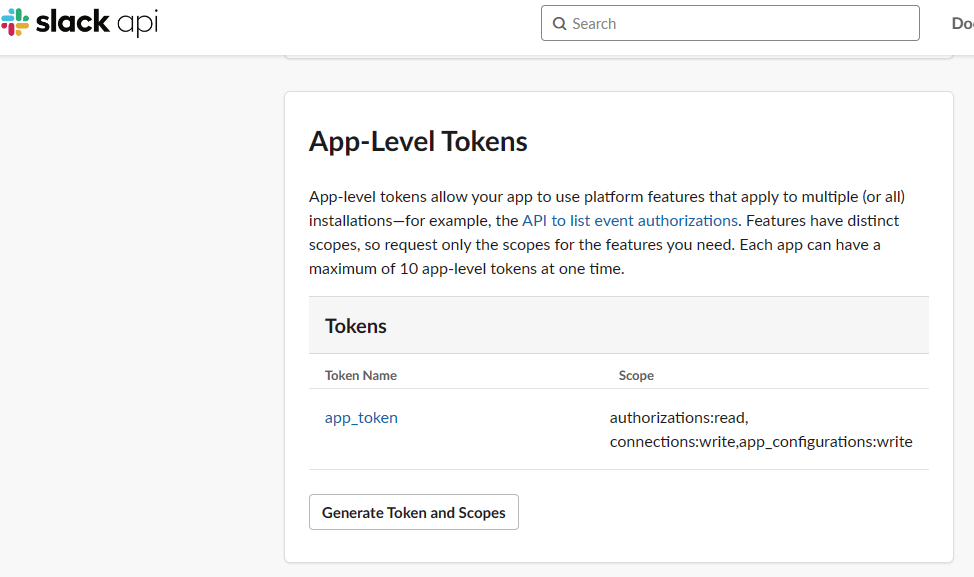 slack api
Search
App-Level Tokens
App-level tokens allow your app to use platform features that apply to multiple (or all)
installations—for example, the API to list event authorizations. Features have distinct
scopes, so request only the scopes for the features you need. Each app can have a
maximum of 10 app-level tokens at one time.
Tokens
Token Name Scope
app_token authorizations:read,
connections:write,app_configurations:write
Generate Token and Scopes